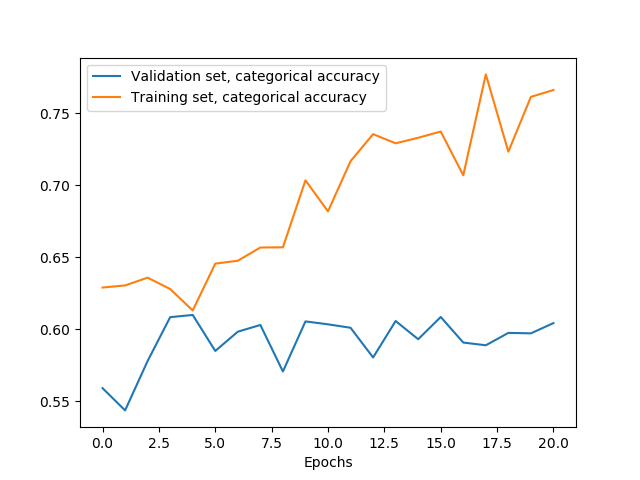 Validation set, categorical accuracy
Training set, categorical accuracy
0.75
0.70
0.65
0.60
0.55
0.0 2.5 5.0 7.5 10.0 12.5 15.0 17.5 20.0
Epochs